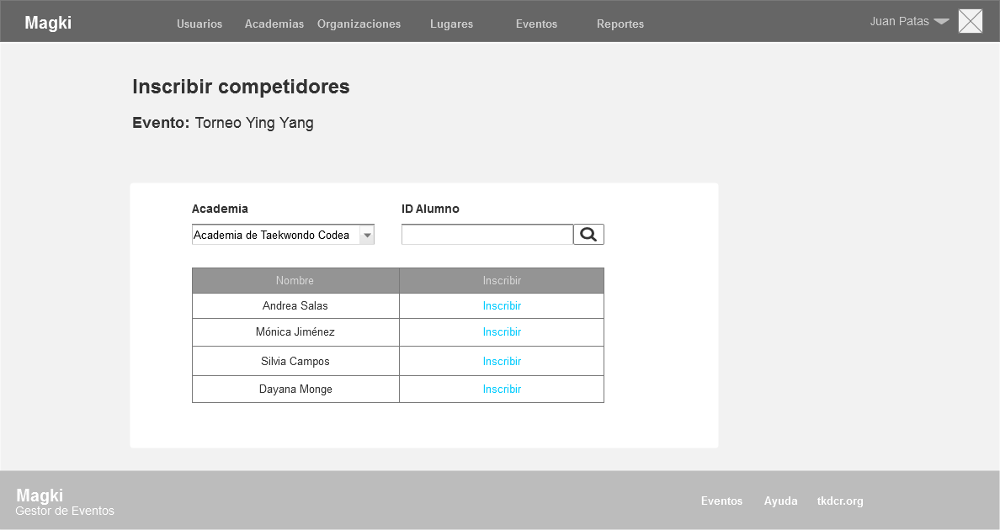 Magki Usuarios Academias Organizaciones Lugares Eventos Reportes Juan Patas
Inscribir competidores
Evento: Torneo Ying Yang
Academia ID Alumno
Academia de Taekwondo Codea
Nombre Inscribir
Andrea Salas Inscribir
Mónica Jiménez Inscribir
Silvia Campos Inscribir
Dayana Monge Inscribir
Magki
Gestor de Eventos
Eventos Ayuda tkdcr.org